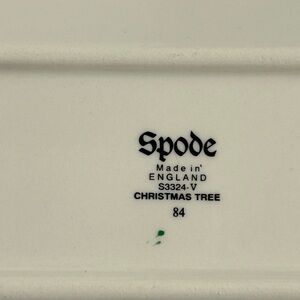 Spode
Made in
ENGLAND
S3324-V
CHRISTMAS TREE
84